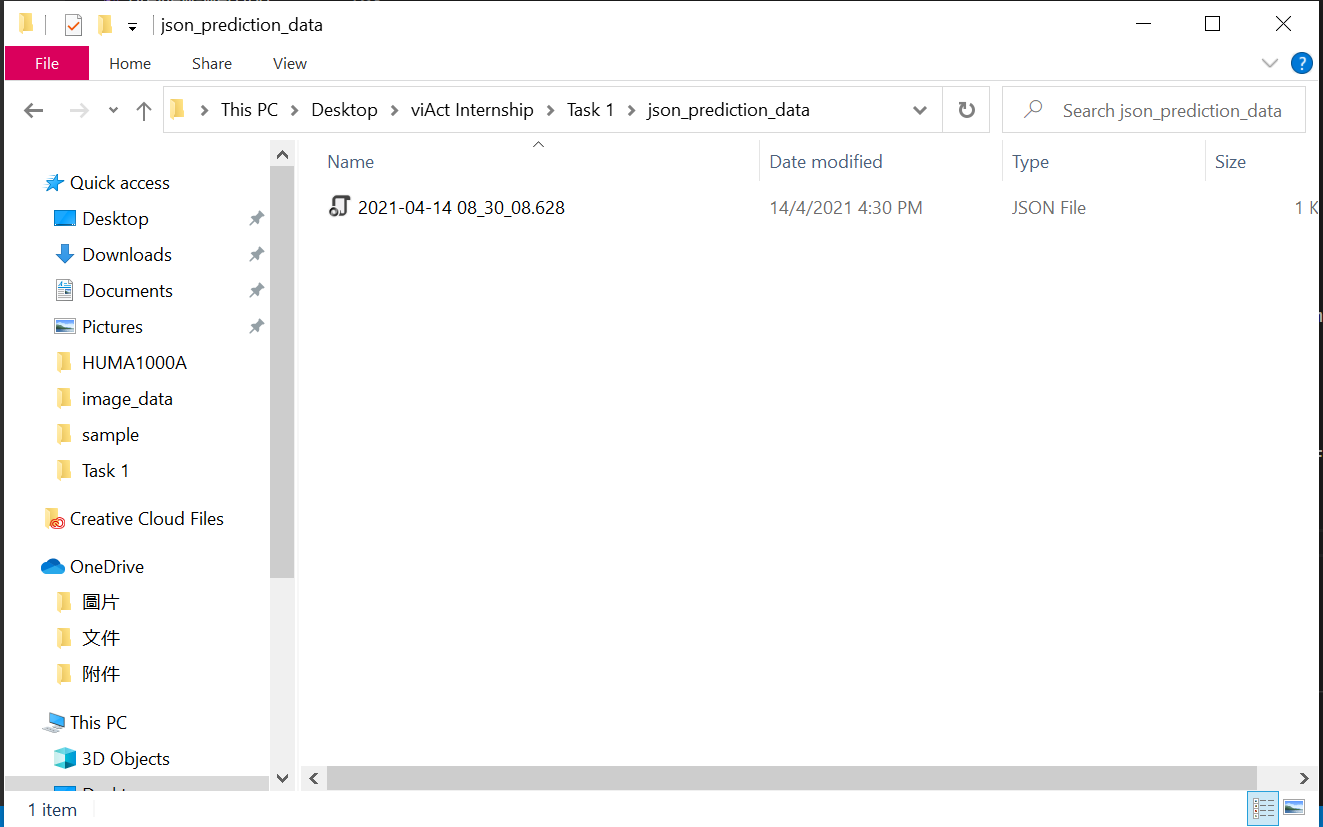 json_prediction_data
File Home Share View
This PC Desktop viAct Internship Task 1 json_prediction_data Search json_prediction_data
Name Date modified Type Size
2021-04-14 08_30_08.628 14/4/2021 4:30 PM JSON File 1 K
Quick access
Desktop
Downloads
Documents
Pictures
HUMA1000A
image_data
sample
Task 1
Creative Cloud Files
OneDrive
圖片
文件
附件
This PC
3D Objects
1 item